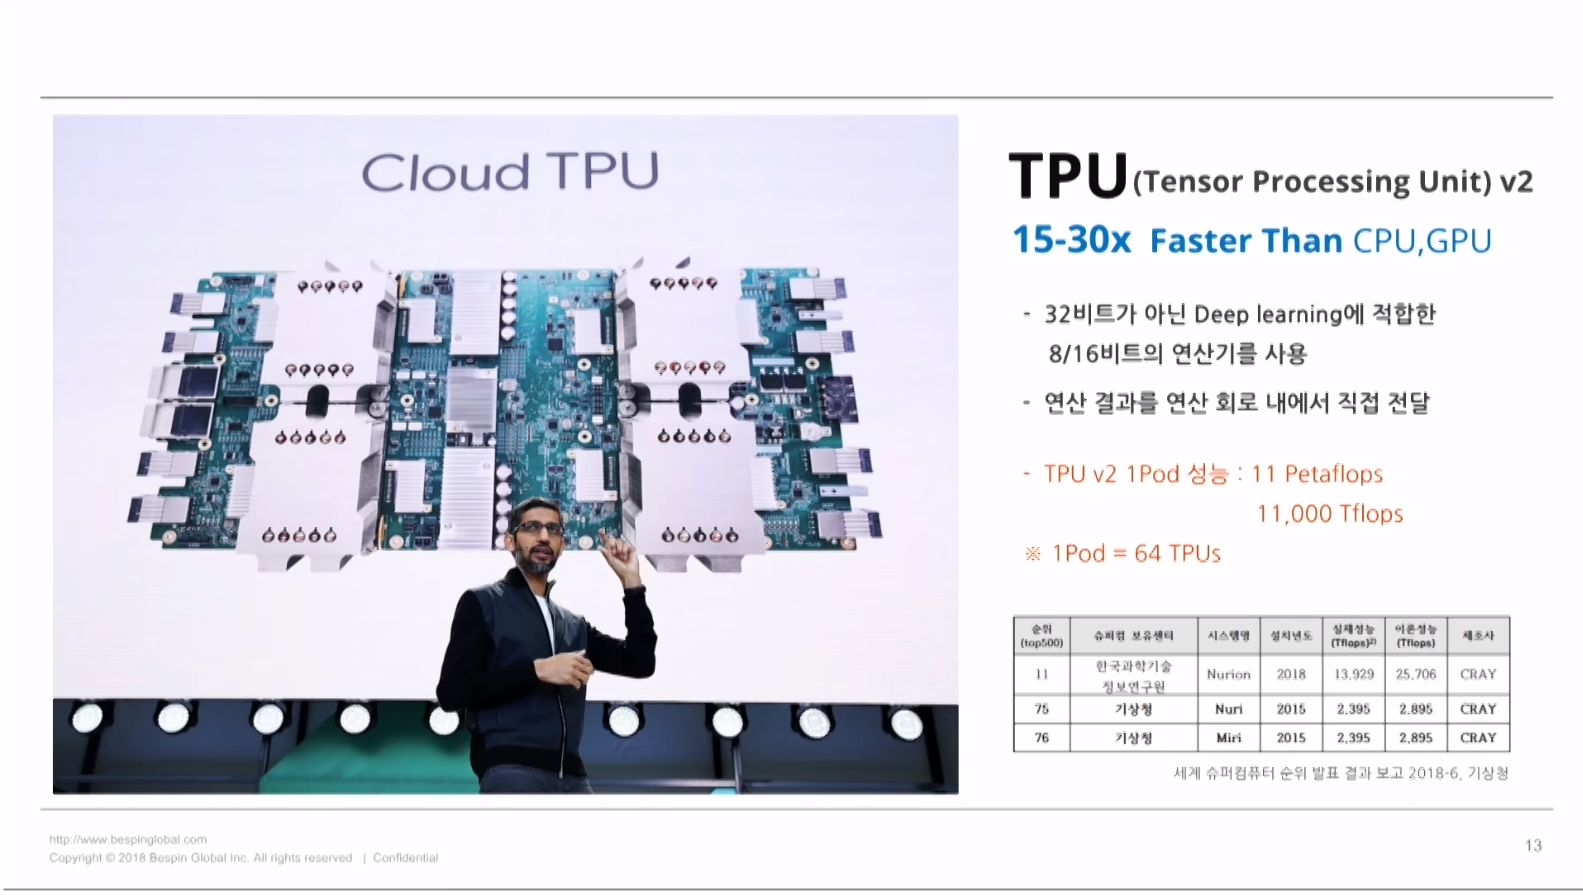 Cloud TPU
TPU (Tensor Processing Unit) v2
15-30x Faster Than CPU,GPU
- 32비트가 아닌 Deep learning에 적합한
8/16비트의 연산기를 사용
- 연산 결과를 연산 회로 내에서 직접 전달
- TPU v2 1Pod 성능 : 11 Petaflops
11,000 Tflops
※ 1Pod = 64 TPUs
순위 (top500) 슈퍼컴 보유센터 시스템명 설치년도 실제성능 (Tflops)²⁾ 이론성능 (Tflops) 제조사
11 한국과학기술정보연구원 Nurion 2018 13,929 25,706 CRAY
75 기상청 Nuri 2015 2,395 2,895 CRAY
76 기상청 Miri 2015 2,395 2,895 CRAY
세계 슈퍼컴퓨터 순위 발표 결과 보고 2018-6, 기상청
http://www.bespinglobal.com
Copyright © 2018 Bespin Global Inc. All rights reserved | Confidential
13